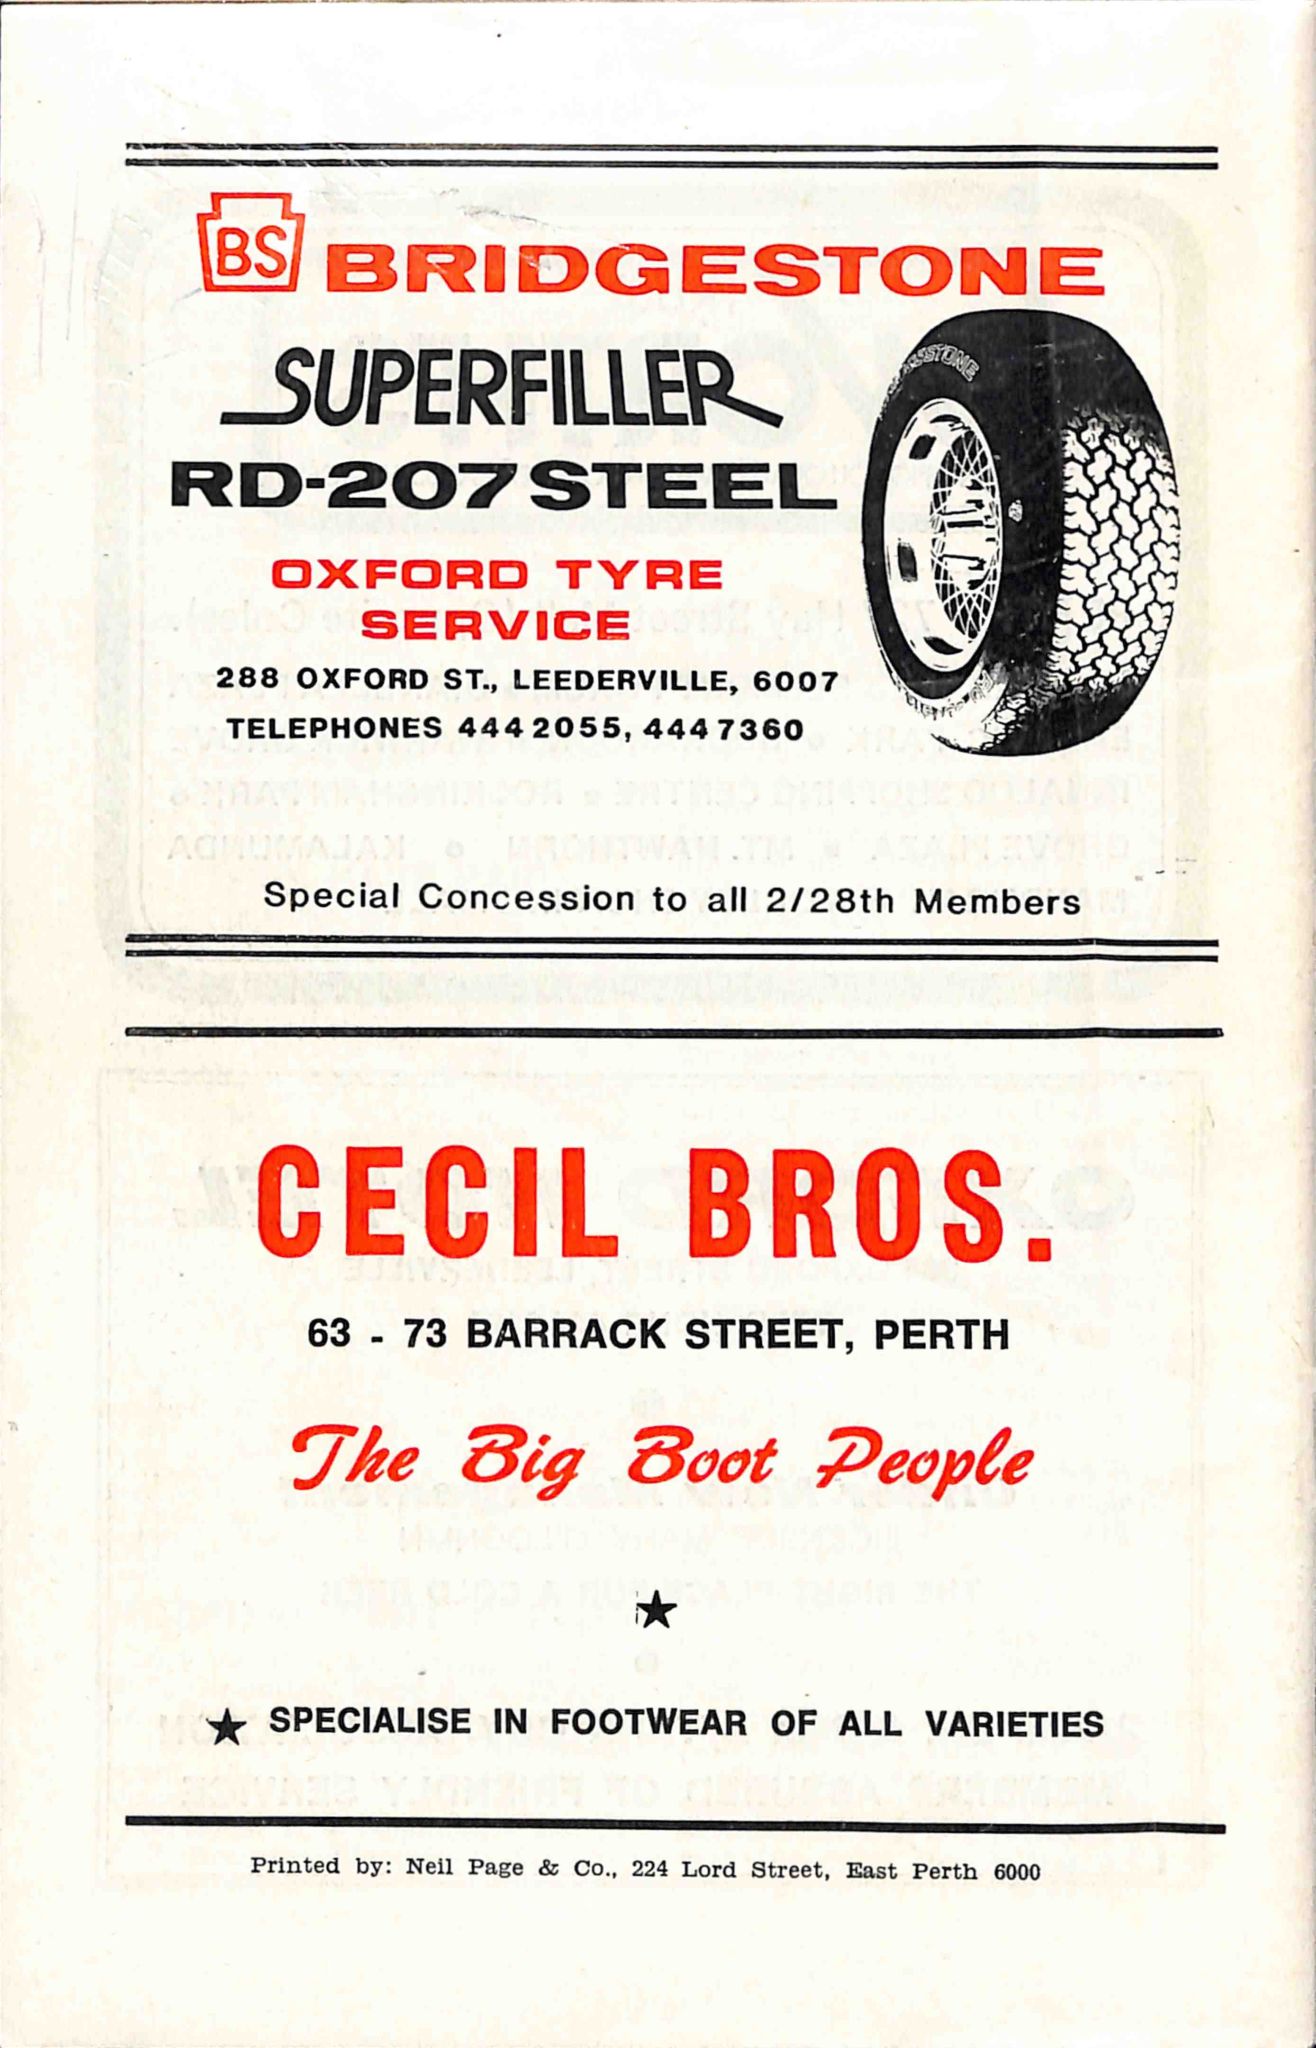 BS BRIDGESTONE
SUPERFILLER
RD-207 STEEL
OXFORD TYRE
SERVICE
288 OXFORD ST., LEEDERVILLE, 6007
TELEPHONES 444 2055, 444 7360
Special Concession to all 2/28th Members
CECIL BROS.
63 - 73 BARRACK STREET, PERTH
The Big Boot People
★
★ SPECIALISE IN FOOTWEAR OF ALL VARIETIES
Printed by: Neil Page & Co., 224 Lord Street, East Perth 6000